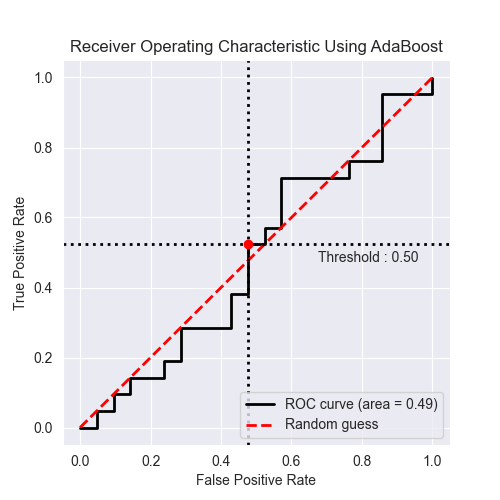 Receiver Operating Characteristic Using AdaBoost
True Positive Rate
1.0
0.8
0.6
0.4
0.2
0.0
Threshold : 0.50
ROC curve (area = 0.49)
Random guess
0.0 0.2 0.4 0.6 0.8 1.0
False Positive Rate